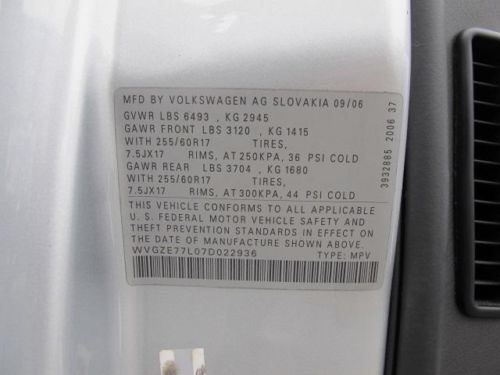 MFD BY VOLKSWAGEN AG SLOVAKIA 09/06
GVWR LBS 6493 , KG 2945
GAWR FRONT LBS 3120 , KG 1415
WITH 255/60R17 TIRES,
7.5JX17 RIMS, AT 250KPA, 36 PSI COLD
GAWR REAR LBS 3704 , KG 1680
WITH 255/60R17 TIRES,
7.5JX17 RIMS, AT 300KPA, 44 PSI COLD
THIS VEHICLE CONFORMS TO ALL APPLICABLE
U. S. FEDERAL MOTOR VEHICLE SAFETY AND
THEFT PREVENTION STANDARDS IN EFFECT ON
THE DATE OF MANUFACTURE SHOWN ABOVE.
WVGZE77L07D022936 TYPE: MPV
3932885 2006 37